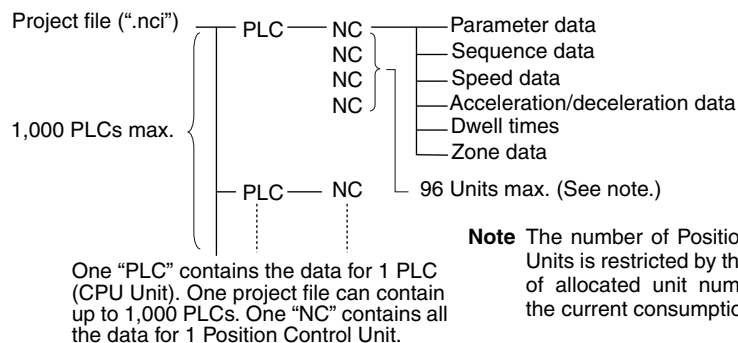 Project file (".nci")
PLC NC Parameter data
NC Sequence data
NC Speed data
NC Acceleration/deceleration data
1,000 PLCs max.
Dwell times
Zone data
PLC NC 96 Units max. (See note.)
Note The number of Positio
Units is restricted by th
of allocated unit num
the current consumptio
One "PLC" contains the data for 1 PLC
(CPU Unit). One project file can contain
up to 1,000 PLCs. One "NC" contains all
the data for 1 Position Control Unit.